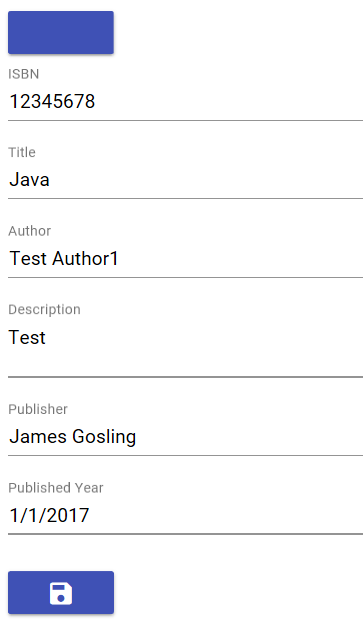 ISBN
12345678
Title
Java
Author
Test Author1
Description
Test
Publisher
James Gosling
Published Year
1/1/2017